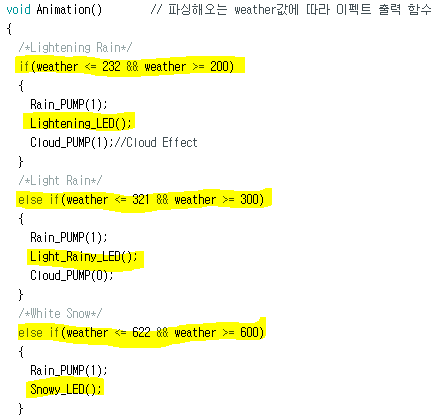 void Animation() // 파싱해오는 weather값에 따라 이펙트 출력 함수
{
/*Lightening Rain*/
if(weather <= 232 && weather >= 200)
{
Rain_PUMP(1);
Lightening_LED();
Cloud_PUMP(1);//Cloud Effect
}
/*Light Rain*/
else if(weather <= 321 && weather >= 300)
{
Rain_PUMP(1);
Light_Rainy_LED();
Cloud_PUMP(0);
}
/*White Snow*/
else if(weather <= 622 && weather >= 600)
{
Rain_PUMP(1);
Snowy_LED();
}